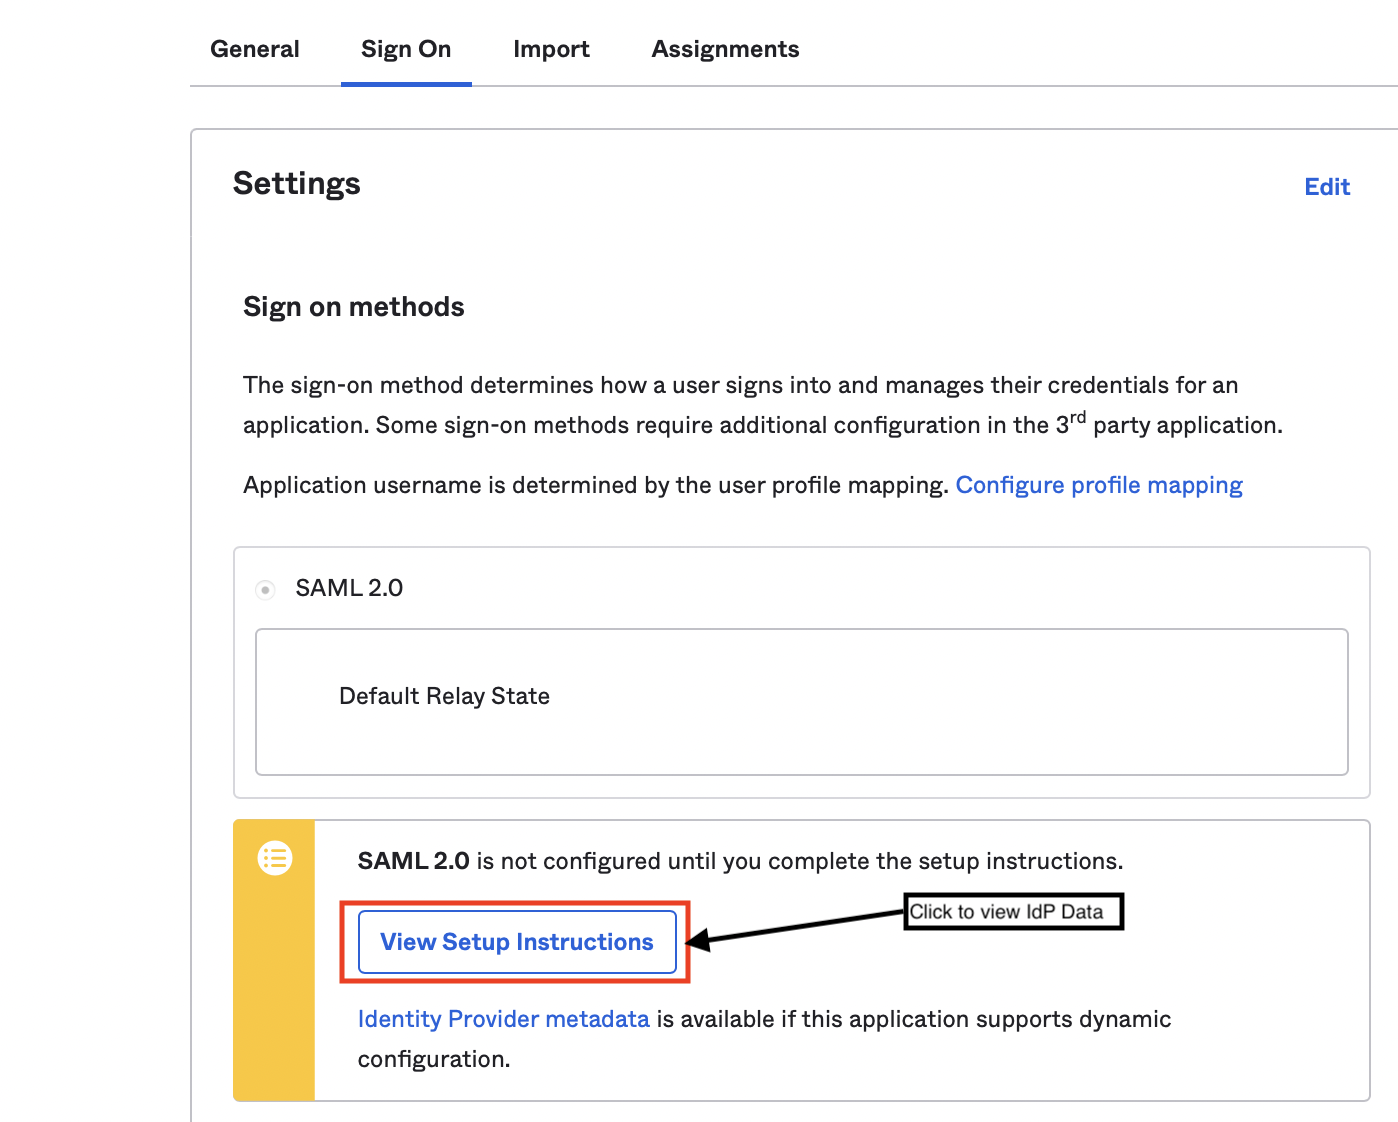 General Sign On Import Assignments
Settings
Edit
Sign on methods
The sign-on method determines how a user signs into and manages their credentials for an
application. Some sign-on methods require additional configuration in the 3rd party application.
Application username is determined by the user profile mapping. Configure profile mapping
SAML 2.0
Default Relay State
SAML 2.0 is not configured until you complete the setup instructions.
Click to view IdP Data
View Setup Instructions
Identity Provider metadata is available if this application supports dynamic
configuration.